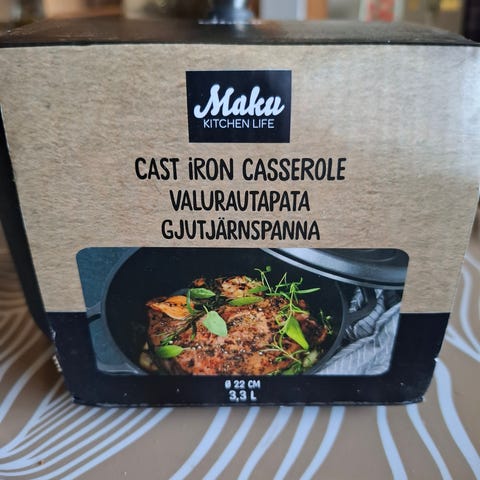 Maku
KITCHEN LIFE
CAST iRON CASSEROLE
VALURAUTAPATA
GJUTJÄRNSPANNA
Ø 22 CM
3,3 L